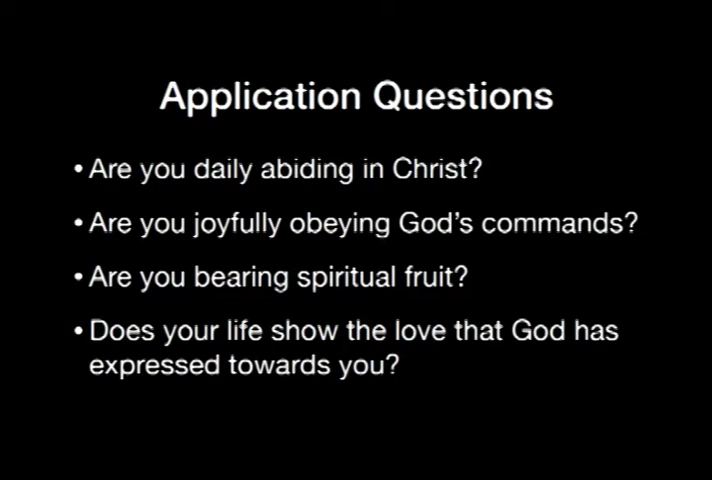 Application Questions
• Are you daily abiding in Christ?
• Are you joyfully obeying God's commands?
• Are you bearing spiritual fruit?
• Does your life show the love that God has
expressed towards you?